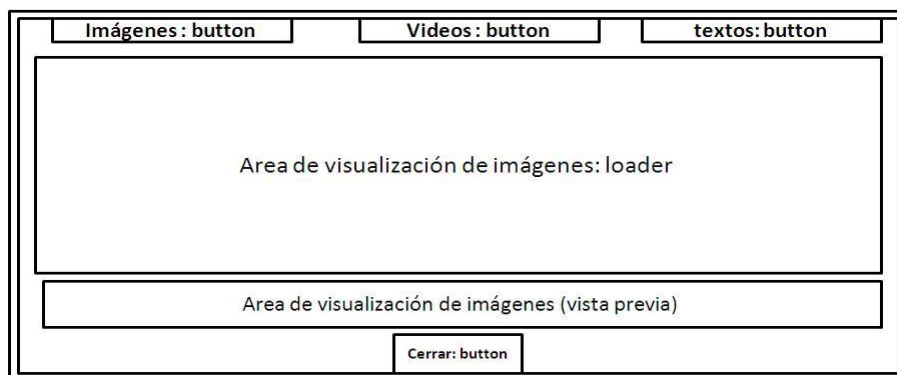 Imágenes : button
Videos : button
textos: button
Area de visualización de imágenes: loader
Area de visualización de imágenes (vista previa)
Cerrar: button